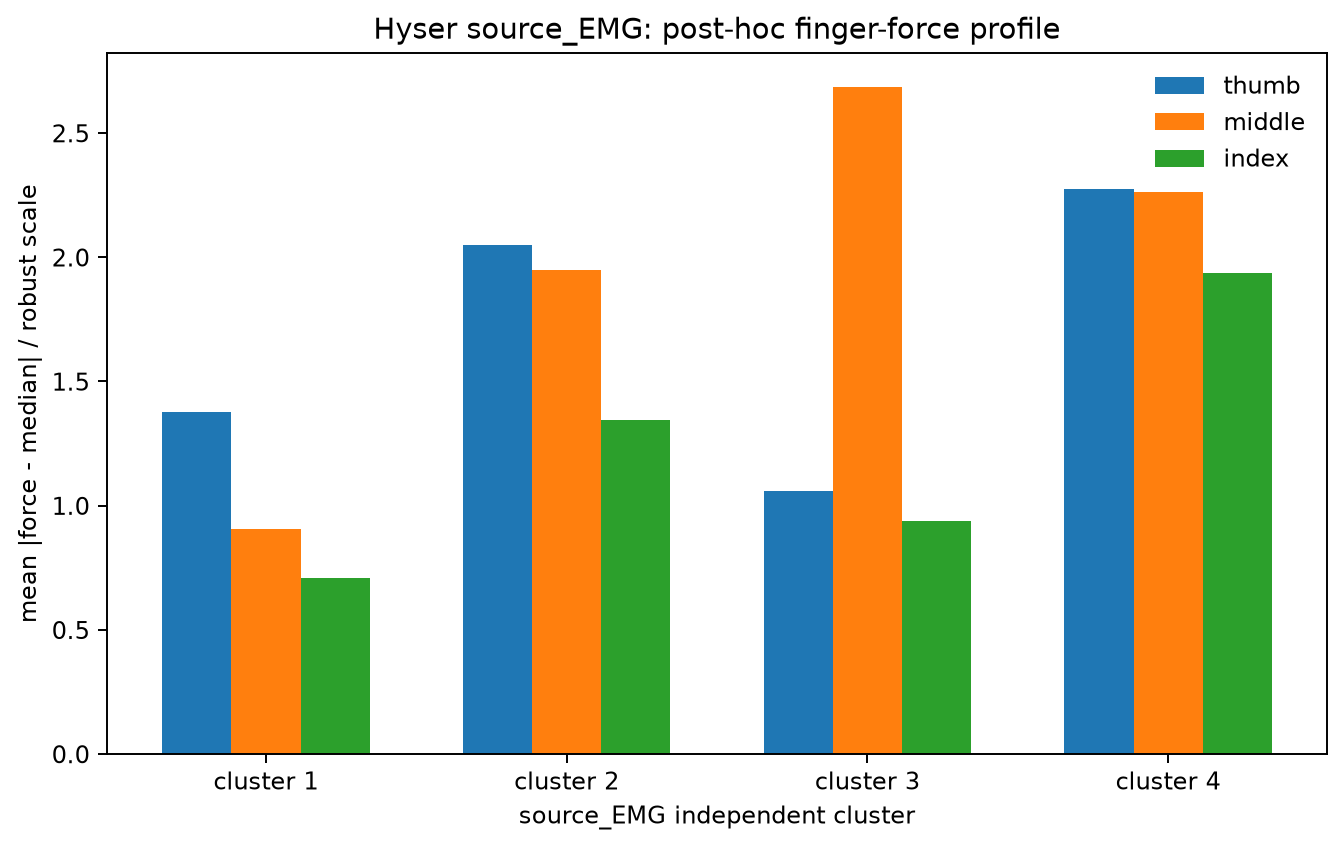 Hyser source_EMG: post-hoc finger-force profile
thumb
middle
index
mean |force - median| / robust scale
2.5
2.0
1.5
1.0
0.5
0.0
cluster 1
cluster 2
cluster 3
cluster 4
source_EMG independent cluster